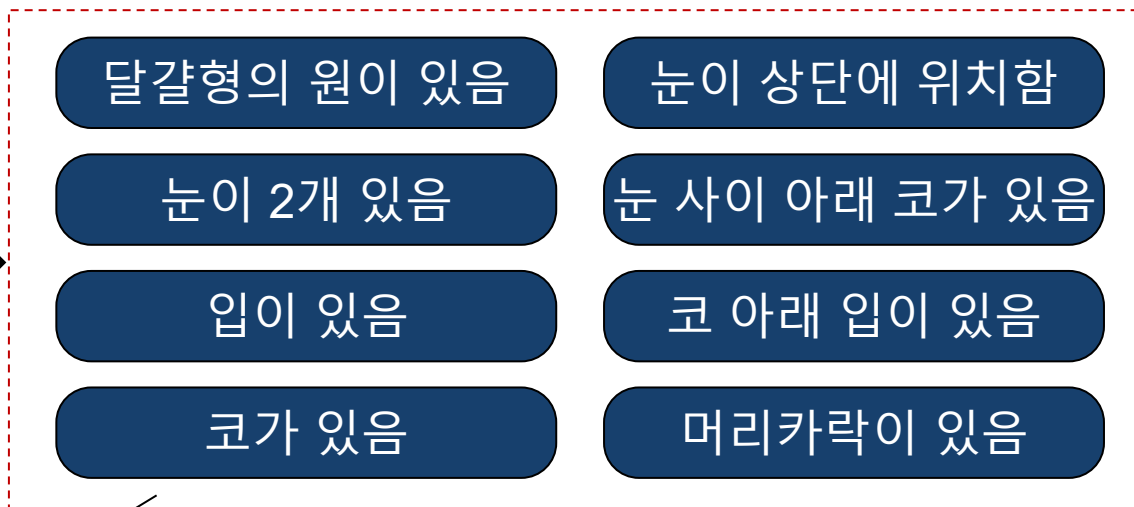 달걀형의 원이 있음
눈이 상단에 위치함
눈이 2개 있음
눈 사이 아래 코가 있음
입이 있음
코 아래 입이 있음
코가 있음
머리카락이 있음